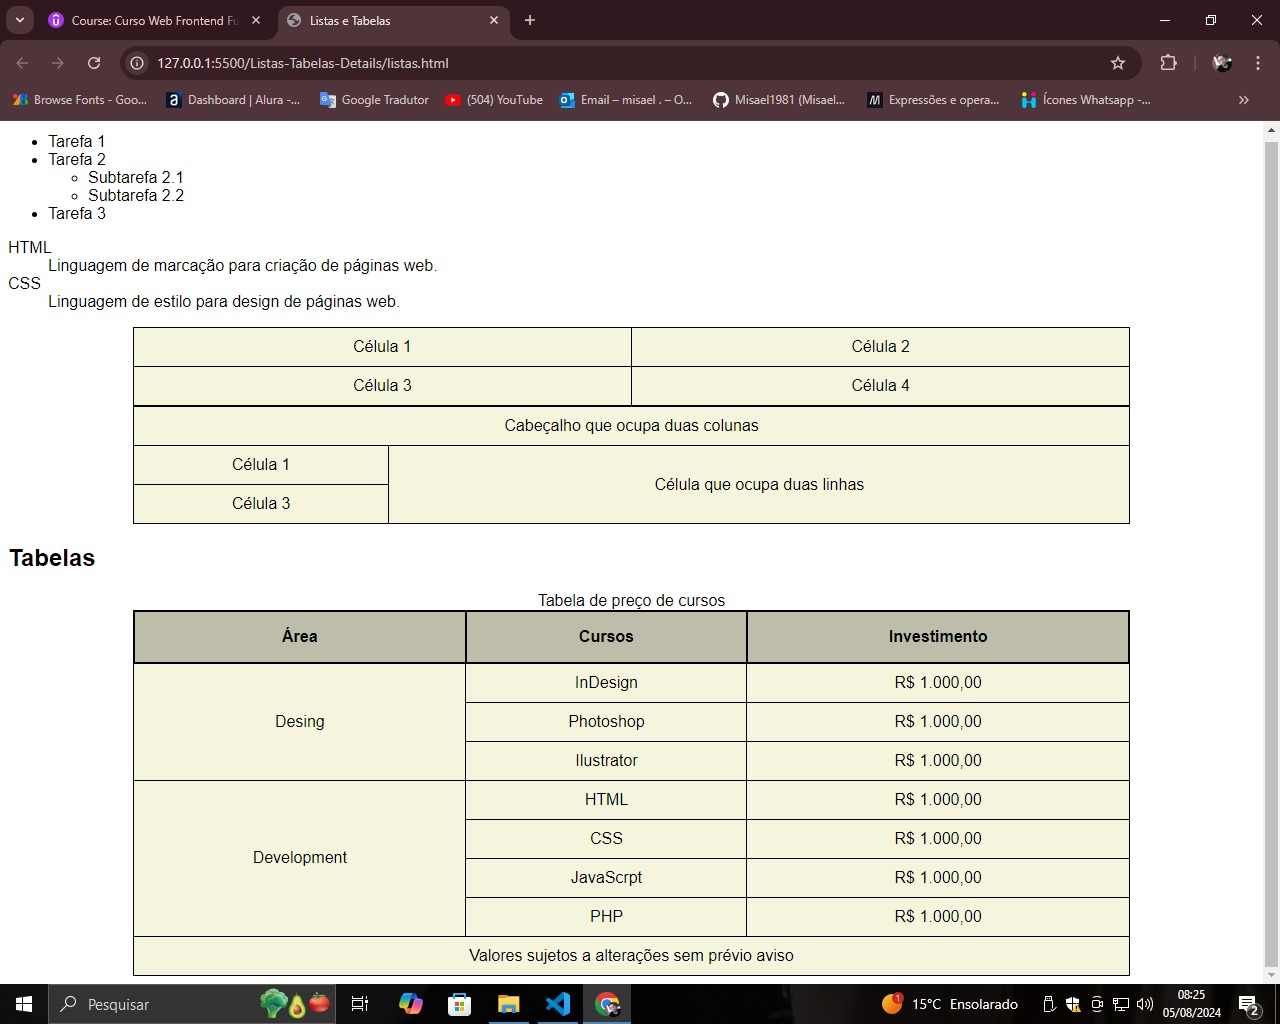 Course: Curso Web Frontend Fu
Listas e Tabelas
127.0.0.1:5500/Listas-Tabelas-Details/listas.html
Browse Fonts - Goo...
Dashboard | Alura -...
Google Tradutor
(504) YouTube
Email – misael . – O...
Misael1981 (Misael...
Expressões e opera...
Ícones Whatsapp -...
Tarefa 1
Tarefa 2
Subtarefa 2.1
Subtarefa 2.2
Tarefa 3
HTML
Linguagem de marcação para criação de páginas web.
CSS
Linguagem de estilo para design de páginas web.
Célula 1 Célula 2
Célula 3 Célula 4
Cabeçalho que ocupa duas colunas
Célula 1
Célula que ocupa duas linhas
Célula 3
Tabelas
Tabela de preço de cursos
Área Cursos Investimento
InDesign R$ 1.000,00
Desing Photoshop R$ 1.000,00
Ilustrator R$ 1.000,00
HTML R$ 1.000,00
CSS R$ 1.000,00
Development
JavaScrpt R$ 1.000,00
PHP R$ 1.000,00
Valores sujetos a alterações sem prévio aviso
Pesquisar
1
15°C Ensolarado
08:25
05/08/2024
2